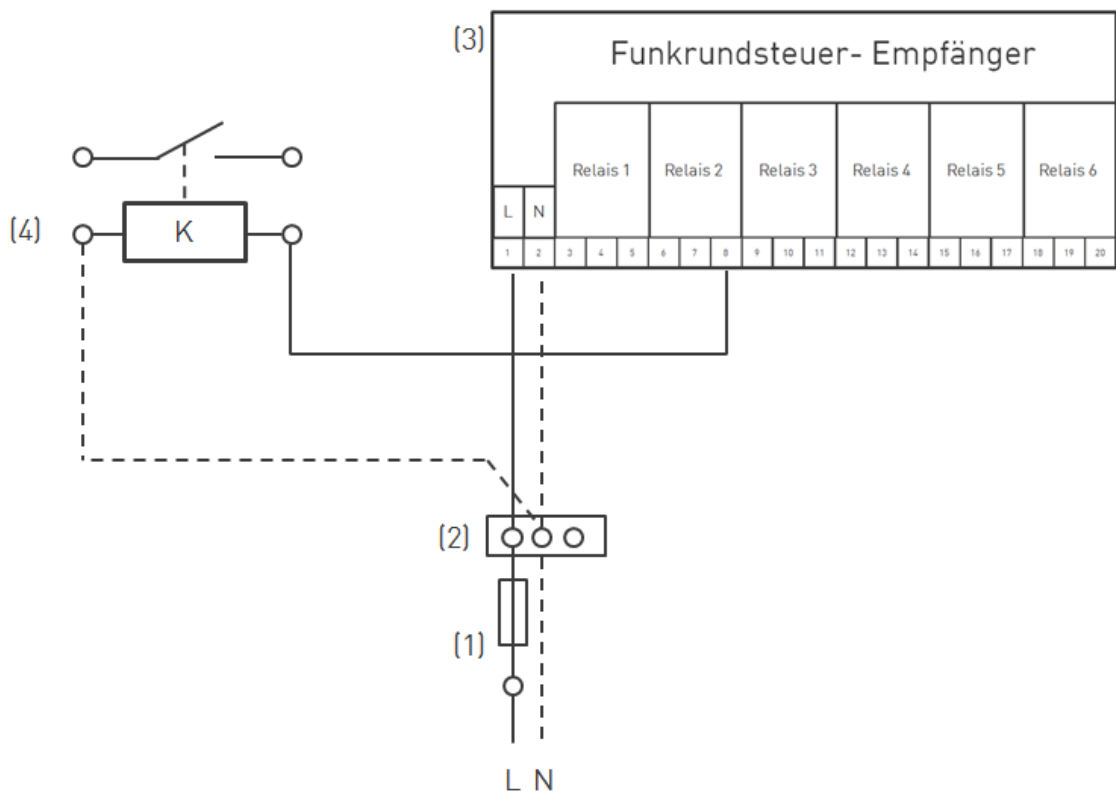 (3)
Funkrundsteuer- Empfänger
Relais 1 Relais 2 Relais 3 Relais 4 Relais 5 Relais 6
L N
(4) K
1 2 3 4 5 6 7 8 9 10 11 12 13 14 15 16 17 18 19 20
(2)
(1)
L N